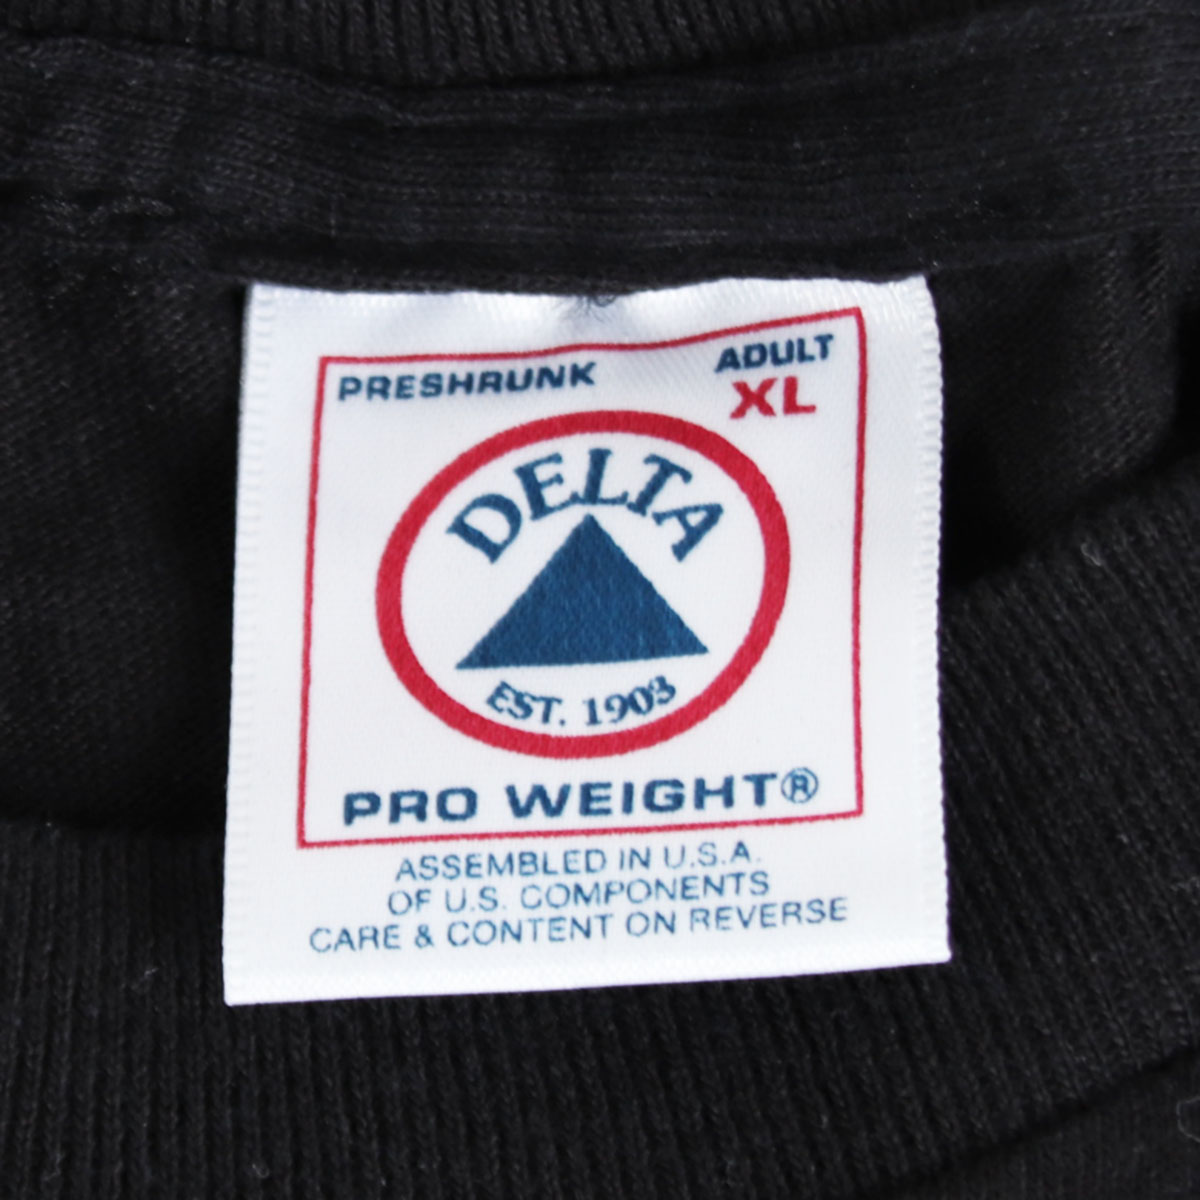 PRESHRUNK
ADULT
XL
DELTA
EST. 1903
PRO WEIGHT®
ASSEMBLED IN U.S.A.
OF U.S. COMPONENTS
CARE & CONTENT ON REVERSE